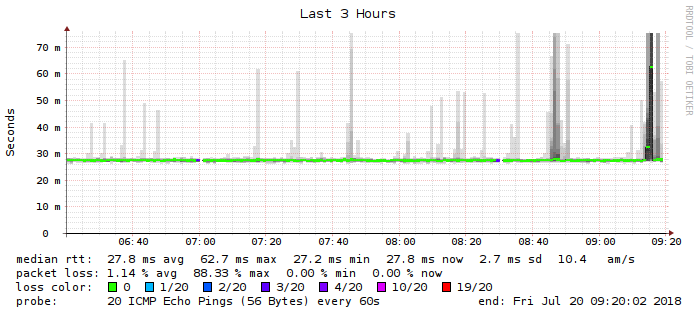 Last 3 Hours
RRDTOOL / TOBI OETIKER
Seconds
70 m
60 m
50 m
40 m
30 m
20 m
10 m
0
06:40 07:00 07:20 07:40 08:00 08:20 08:40 09:00 09:20
median rtt: 27.8 ms avg 62.7 ms max 27.2 ms min 27.8 ms now 2.7 ms sd 10.4 am/s
packet loss: 1.14 % avg 88.33 % max 0.00 % min 0.00 % now
loss color: 0 1/20 2/20 3/20 4/20 10/20 19/20
probe: 20 ICMP Echo Pings (56 Bytes) every 60s end: Fri Jul 20 09:20:02 2018